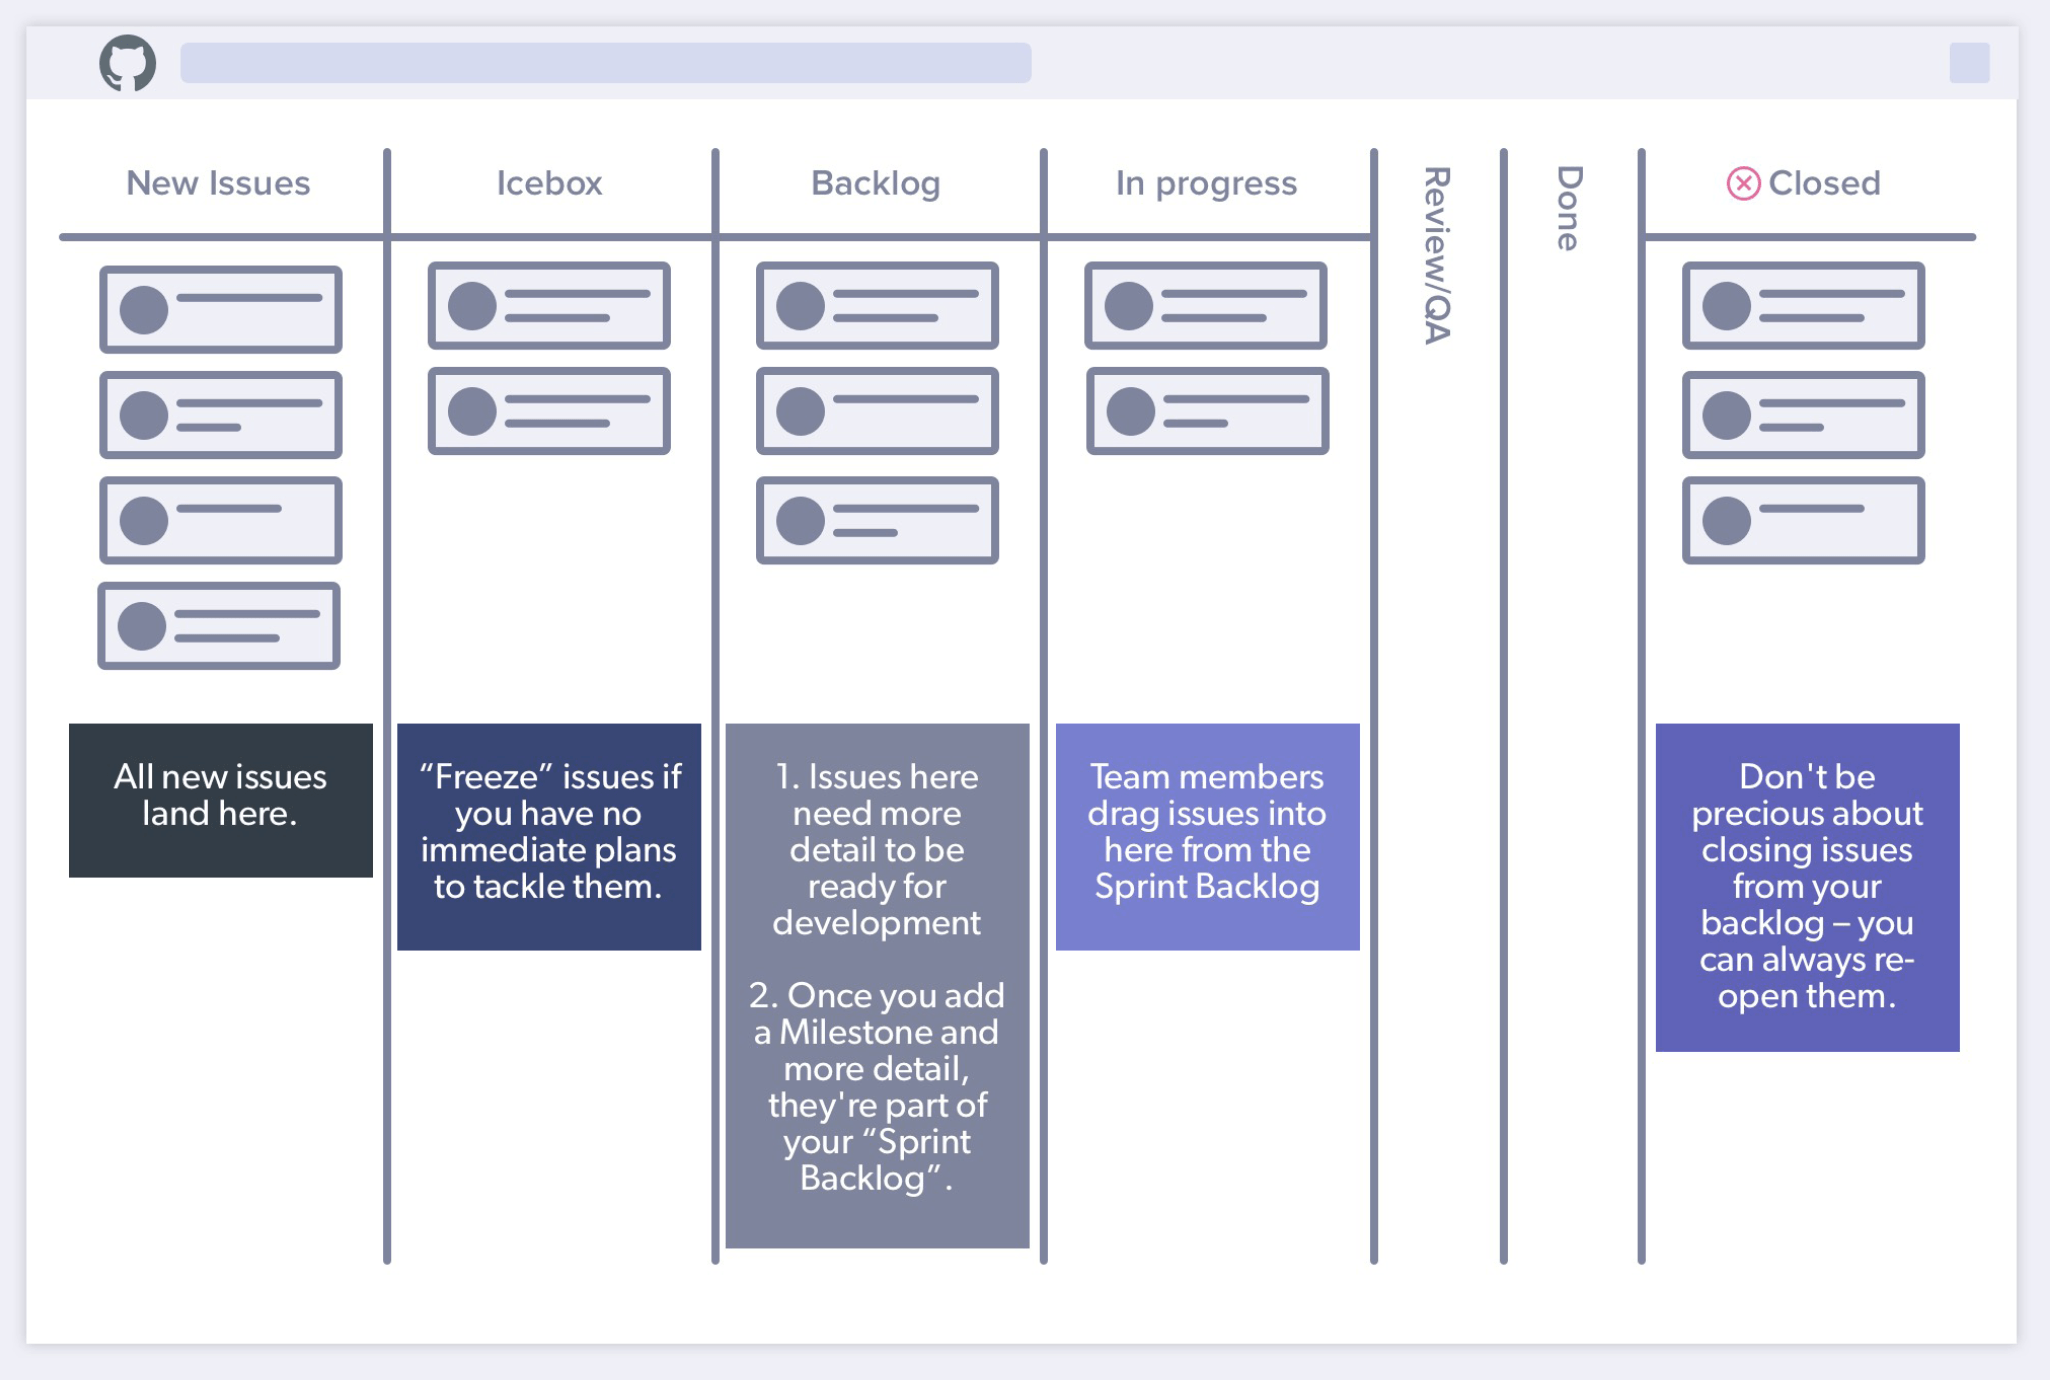 New Issues
Icebox
Backlog
In progress
Review/QA
Done
Closed
All new issues
land here.
“Freeze” issues if
you have no
immediate plans
to tackle them.
1. Issues here
need more
detail to be
ready for
development
2. Once you add
a Milestone and
more detail,
they're part of
your “Sprint
Backlog”.
Team members
drag issues into
here from the
Sprint Backlog
Don't be
precious about
closing issues
from your
backlog – you
can always re-
open them.